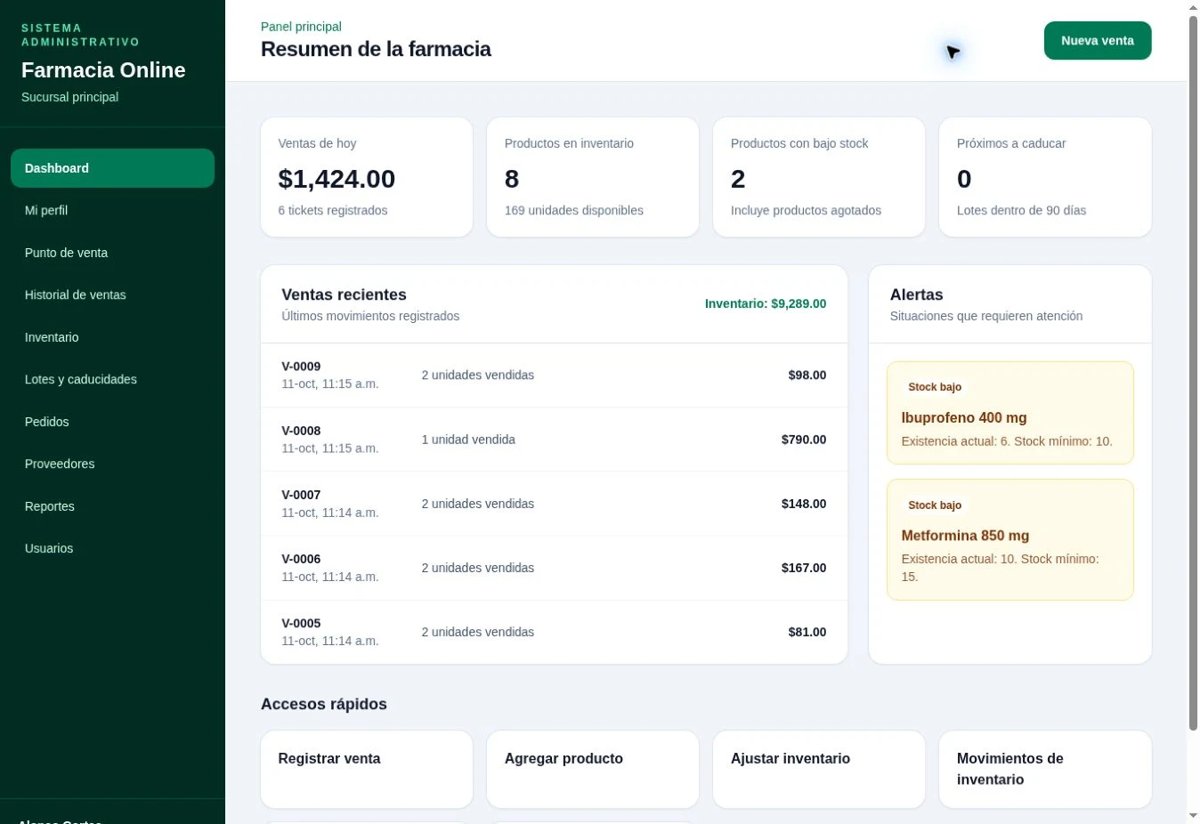 SISTEMA
ADMINISTRATIVO
Farmacia Online
Sucursal principal
Dashboard
Mi perfil
Punto de venta
Historial de ventas
Inventario
Lotes y caducidades
Pedidos
Proveedores
Reportes
Usuarios
Panel principal
Resumen de la farmacia
Nueva venta
Ventas de hoy
$1,424.00
6 tickets registrados
Productos en inventario
8
169 unidades disponibles
Productos con bajo stock
2
Incluye productos agotados
Próximos a caducar
0
Lotes dentro de 90 días
Ventas recientes
Últimos movimientos registrados
Inventario: $9,289.00
V-0009
11-oct, 11:15 a.m.
2 unidades vendidas
$98.00
V-0008
11-oct, 11:15 a.m.
1 unidad vendida
$790.00
V-0007
11-oct, 11:14 a.m.
2 unidades vendidas
$148.00
V-0006
11-oct, 11:14 a.m.
2 unidades vendidas
$167.00
V-0005
11-oct, 11:14 a.m.
2 unidades vendidas
$81.00
Alertas
Situaciones que requieren atención
Stock bajo
Ibuprofeno 400 mg
Existencia actual: 6. Stock mínimo: 10.
Stock bajo
Metformina 850 mg
Existencia actual: 10. Stock mínimo:
15.
Accesos rápidos
Registrar venta
Agregar producto
Ajustar inventario
Movimientos de
inventario